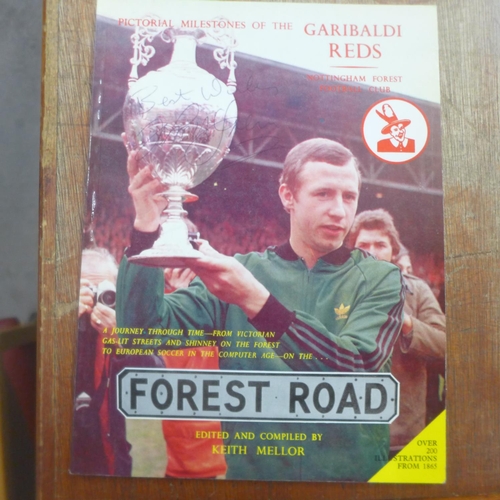 PICTORIAL MILESTONES OF THE
GARIBALDI
REDS
NOTTINGHAM FOREST
FOOTBALL CLUB
Best Wishes
A JOURNEY THROUGH TIME—FROM VICTORIAN
GAS-LIT STREETS AND SHINNEY ON THE FOREST
TO EUROPEAN SOCCER IN THE COMPUTER AGE—ON THE . . .
FOREST ROAD
EDITED AND COMPILED BY
KEITH MELLOR
OVER
200
ILLUSTRATIONS
FROM 1865